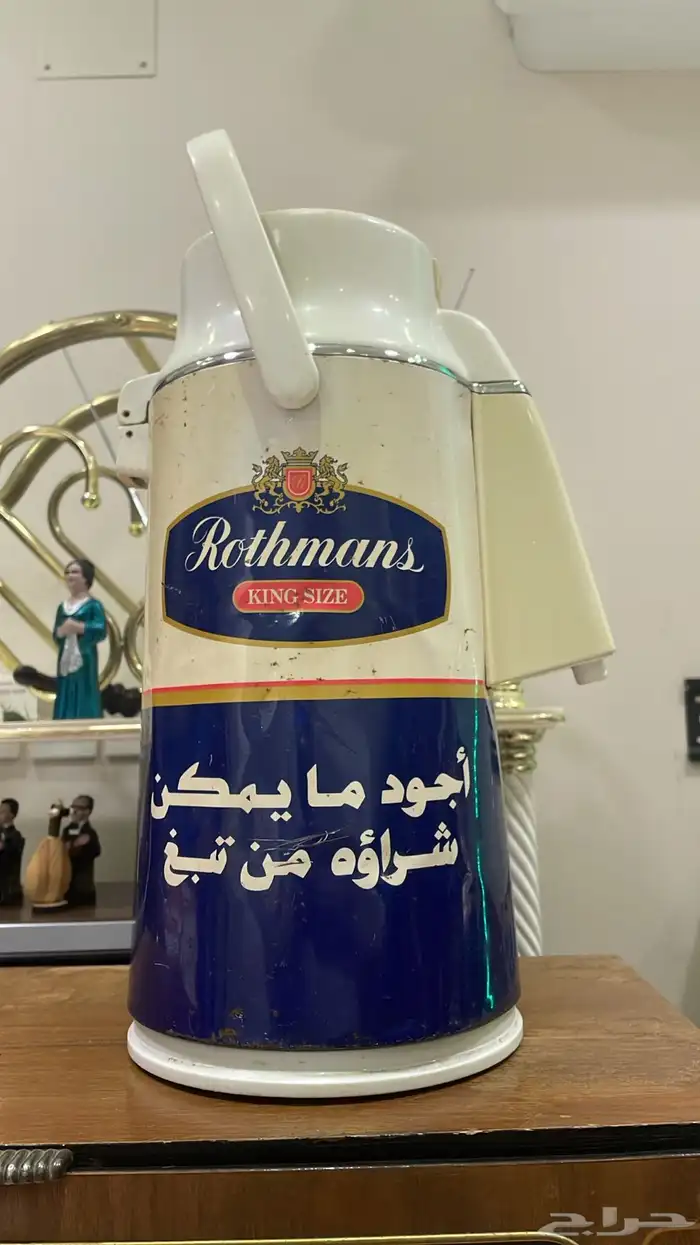 Rothmans
KING SIZE
أجود ما يمكن
شراؤه من تبغ
حراج